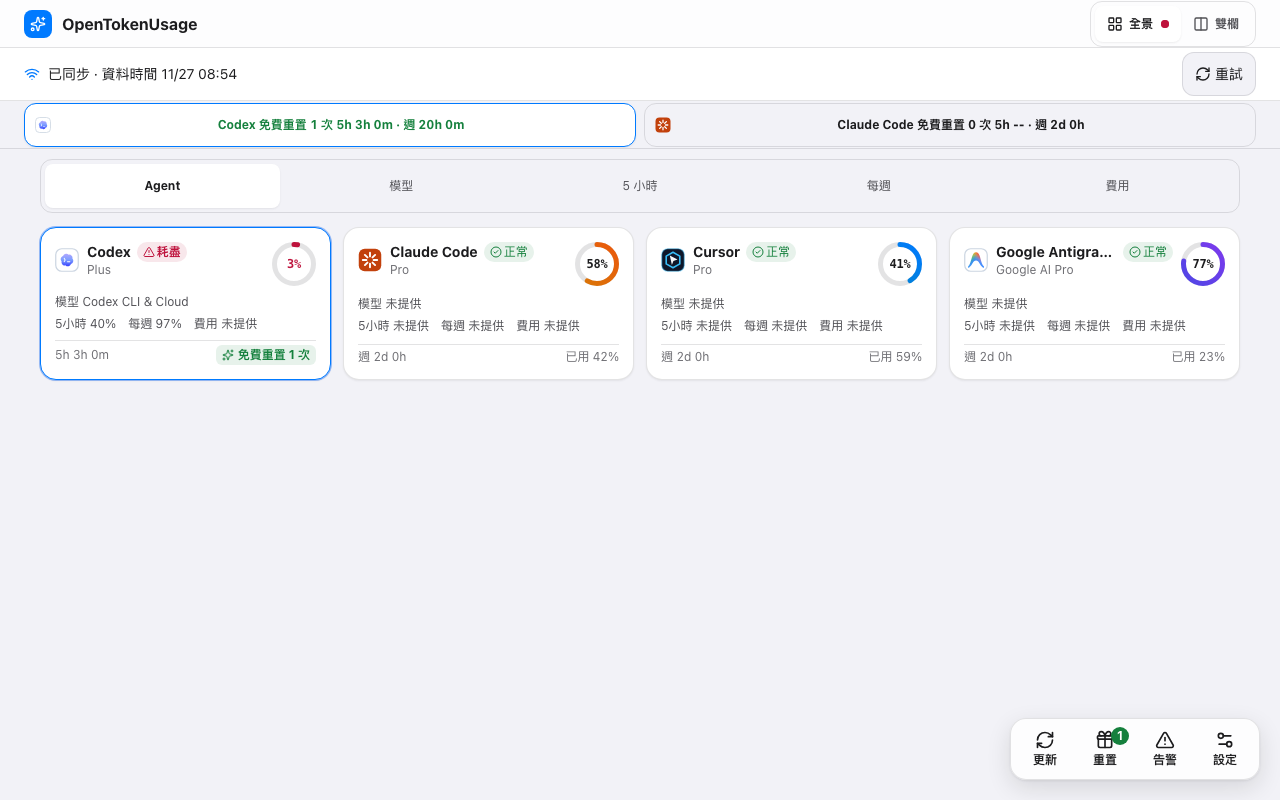 OpenTokenUsage
全景
雙欄
已同步 · 資料時間 11/27 08:54
重試
Codex 免費重置 1 次 5h 3h 0m · 週 20h 0m
Claude Code 免費重置 0 次 5h -- · 週 2d 0h
Agent
模型
5 小時
每週
費用
Codex
耗盡
Plus
3%
模型 Codex CLI & Cloud
5小時 40% 每週 97% 費用 未提供
5h 3h 0m
免費重置 1 次
Claude Code
正常
Pro
58%
模型 未提供
5小時 未提供 每週 未提供 費用 未提供
週 2d 0h
已用 42%
Cursor
正常
Pro
41%
模型 未提供
5小時 未提供 每週 未提供 費用 未提供
週 2d 0h
已用 59%
Google Antigra...
正常
Google AI Pro
77%
模型 未提供
5小時 未提供 每週 未提供 費用 未提供
週 2d 0h
已用 23%
更新
1
重置
告警
設定